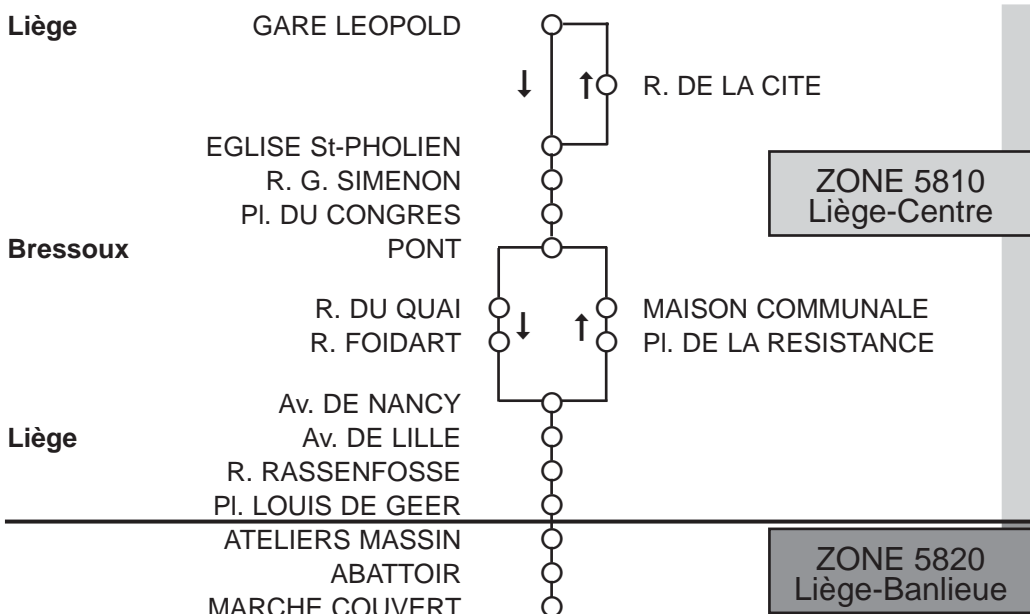 Liège GARE LEOPOLD
R. DE LA CITE
EGLISE St-PHOLIEN
R. G. SIMENON
Pl. DU CONGRES
ZONE 5810
Liège-Centre
Bressoux PONT
R. DU QUAI MAISON COMMUNALE
R. FOIDART Pl. DE LA RESISTANCE
Av. DE NANCY
Liège Av. DE LILLE
R. RASSENFOSSE
Pl. LOUIS DE GEER
ATELIERS MASSIN
ABATTOIR
MARCHE COUVERT
ZONE 5820
Liège-Banlieue